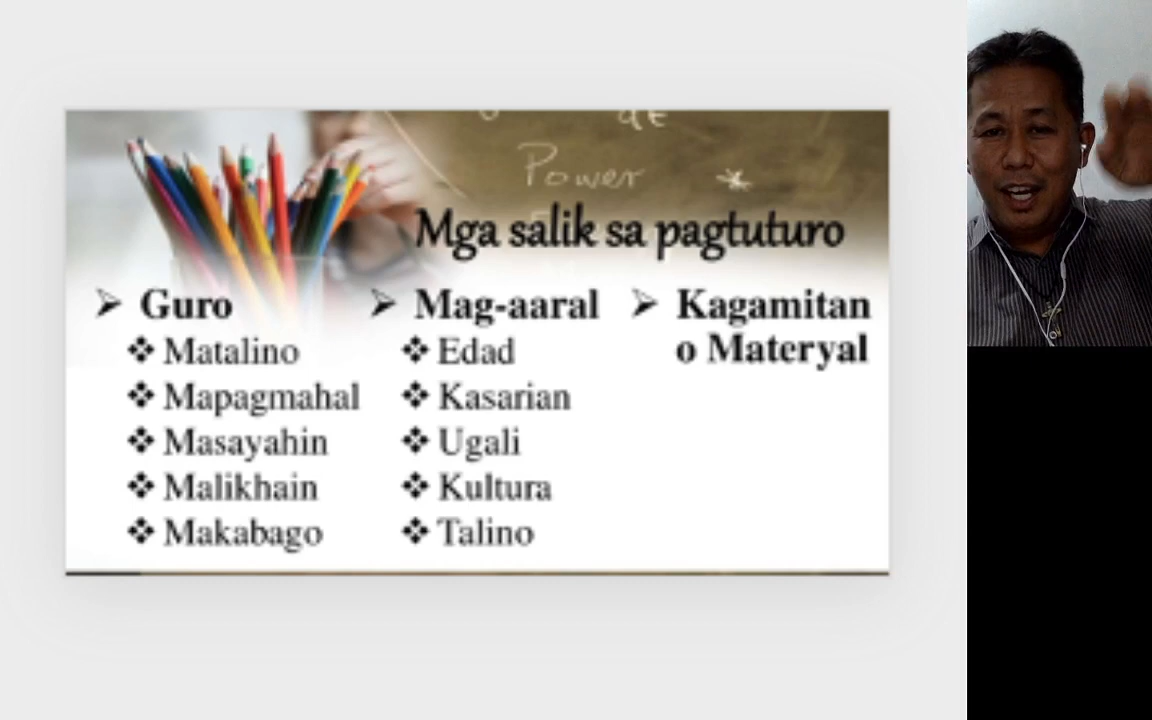 Power
Mga salik sa pagtuturo
Guro
Matalino
Mapagmahal
Masayahin
Malikhain
Makabago
Mag-aaral
Edad
Kasarian
Ugali
Kultura
Talino
Kagamitan
o Materyal